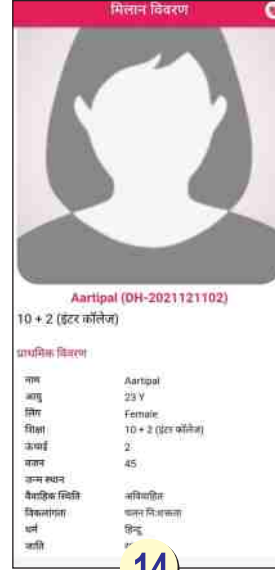 मिलान विवरण
Aartipal (DH-2021121102)
10 + 2 (इंटर कॉलेज)
प्राथमिक विवरण
नाम Aartipal
आयु 23 Y
लिंग Female
शिक्षा 10 + 2 (इंटर कॉलेज)
ऊंचाई 2
वजन 45
जन्म स्थान
वैवाहिक स्थिति अविवाहित
विकलांगता चलन निःशक्तता
धर्म हिन्दू
जाति
14